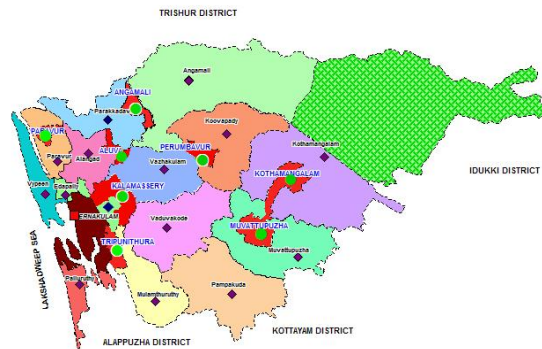 TRISHUR DISTRICT
Angamali
ANGAMALI
Parakkadav
Koovapady
PARAVUR
ALUVA
PERUMBAVUR
Kothamangalam
Paravur
Alangad
Vazhakulam
IDUKKI DISTRICT
KOTHAMANGALAM
Vypeen
Edapally
KALAMASSERY
ERNAKULAM
Vaduvakode
MUVATTUPUZHA
TRIPUNITHURA
Muvattupuzha
LAKSHADWEEP SEA
Palluruthy
Mulamthuruthy
Pampakuda
KOTTAYAM DISTRICT
ALAPPUZHA DISTRICT